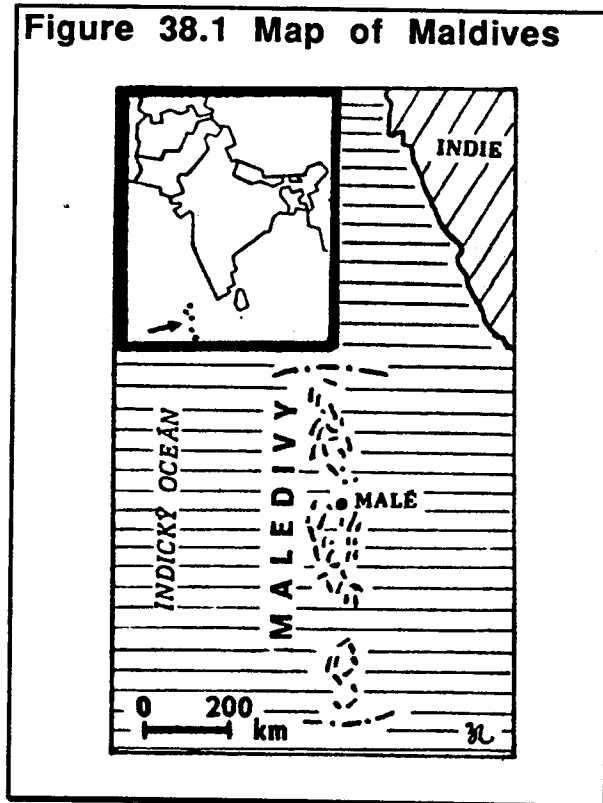 Figure 38.1 Map of Maldives
INDIE
INDICKÝ OCEÁN
MALEDIVY
MALÉ
0 200
km